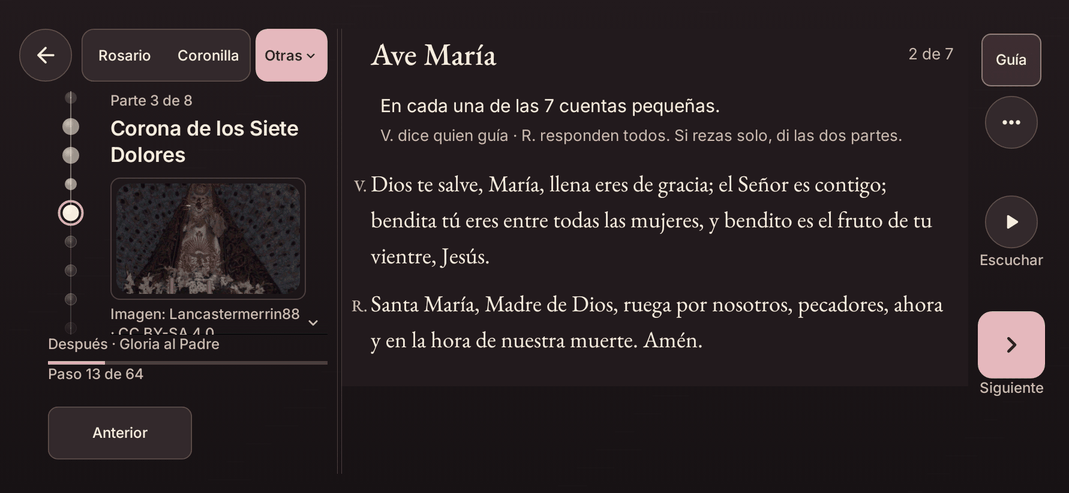 Rosario
Coronilla
Otras
Parte 3 de 8
Corona de los Siete
Dolores
Imagen: Lancastermerrin88
· CC BY-SA 4.0
Después · Gloria al Padre
Paso 13 de 64
Anterior
Ave María
2 de 7
En cada una de las 7 cuentas pequeñas.
V. dice quien guía · R. responden todos. Si rezas solo, di las dos partes.
V. Dios te salve, María, llena eres de gracia; el Señor es contigo;
bendita tú eres entre todas las mujeres, y bendito es el fruto de tu
vientre, Jesús.
R. Santa María, Madre de Dios, ruega por nosotros, pecadores, ahora
y en la hora de nuestra muerte. Amén.
Guía
Escuchar
Siguiente